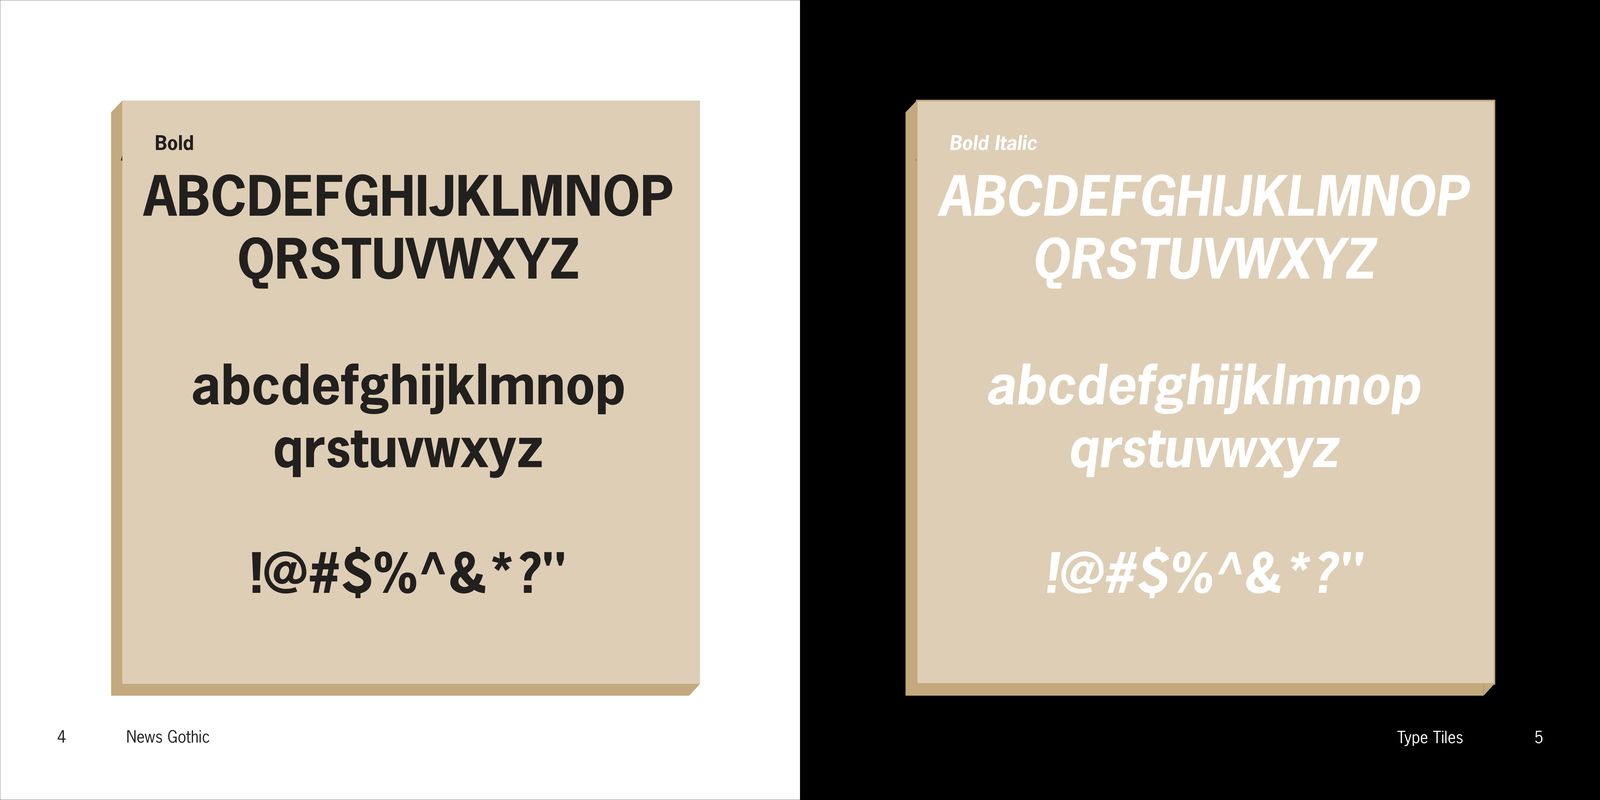 Bold
ABCDEFGHIJKLMNOP
QRSTUVWXYZ
abcdefghijklmnop
qrstuvwxyz
!@#$%^&*?"
4 News Gothic
Bold Italic
ABCDEFGHIJKLMNOP
QRSTUVWXYZ
abcdefghijklmnop
qrstuvwxyz
!@#$%^&*?"
Type Tiles 5